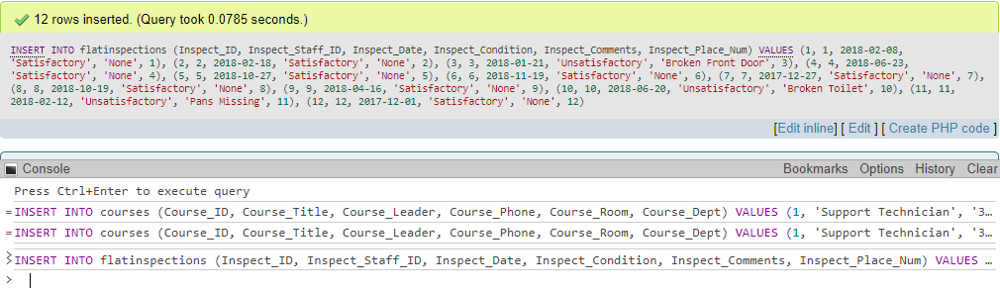 12 rows inserted. (Query took 0.0785 seconds.)
INSERT INTO flatinspections (Inspect_ID, Inspect_Staff_ID, Inspect_Date, Inspect_Condition, Inspect_Comments, Inspect_Place_Num) VALUES (1, 1, 2018-02-08,
'Satisfactory', 'None', 1), (2, 2, 2018-02-18, 'Satisfactory', 'None', 2), (3, 3, 2018-01-21, 'Unsatisfactory', 'Broken Front Door', 3), (4, 4, 2018-06-23,
'Satisfactory', 'None', 4), (5, 5, 2018-10-27, 'Satisfactory', 'None', 5), (6, 6, 2018-11-19, 'Satisfactory', 'None', 6), (7, 7, 2017-12-27, 'Satisfactory', 'None', 7),
(8, 8, 2018-10-19, 'Satisfactory', 'None', 8), (9, 9, 2018-04-16, 'Satisfactory', 'None', 9), (10, 10, 2018-06-20, 'Unsatisfactory', 'Broken Toilet', 10), (11, 11,
2018-02-12, 'Unsatisfactory', 'Pans Missing', 11), (12, 12, 2017-12-01, 'Satisfactory', 'None', 12)
[Edit inline] [ Edit ] [ Create PHP code ]
Console Bookmarks Options History Clear
Press Ctrl+Enter to execute query
=INSERT INTO courses (Course_ID, Course_Title, Course_Leader, Course_Phone, Course_Room, Course_Dept) VALUES (1, 'Support Technician', '3…
=INSERT INTO courses (Course_ID, Course_Title, Course_Leader, Course_Phone, Course_Room, Course_Dept) VALUES (1, 'Support Technician', '3…
>INSERT INTO flatinspections (Inspect_ID, Inspect_Staff_ID, Inspect_Date, Inspect_Condition, Inspect_Comments, Inspect_Place_Num) VALUES …
>